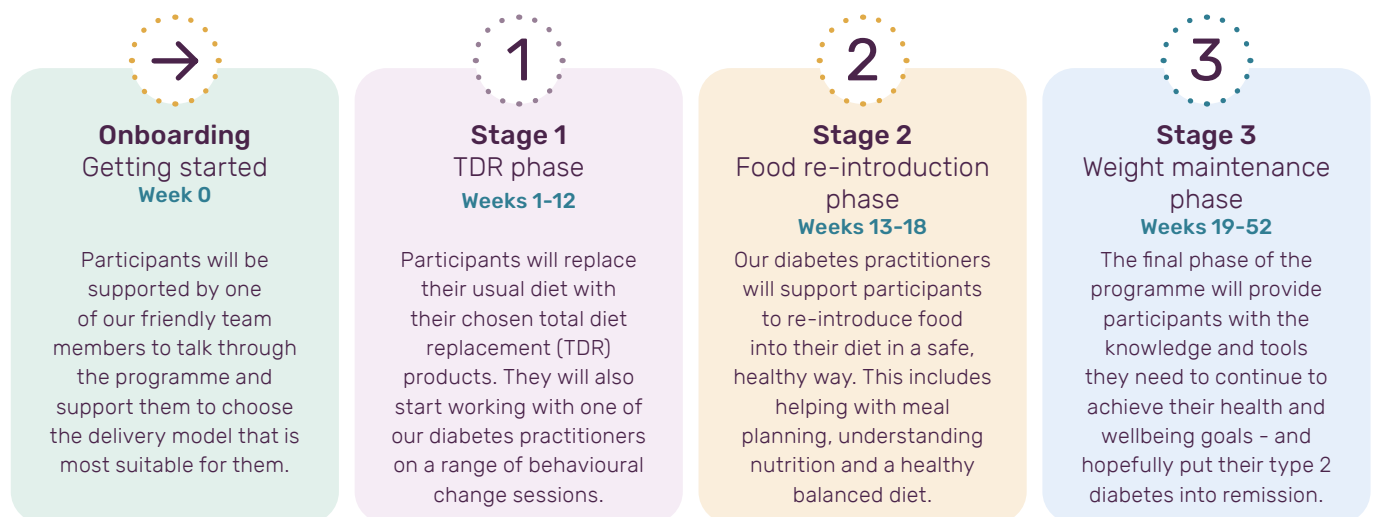 Onboarding
Getting started
Week 0
Participants will be
supported by one
of our friendly team
members to talk through
the programme and
support them to choose
the delivery model that is
most suitable for them.
1
Stage 1
TDR phase
Weeks 1-12
Participants will replace
their usual diet with
their chosen total diet
replacement (TDR)
products. They will also
start working with one of
our diabetes practitioners
on a range of behavioural
change sessions.
2
Stage 2
Food re-introduction
phase
Weeks 13-18
Our diabetes practitioners
will support participants
to re-introduce food
into their diet in a safe,
healthy way. This includes
helping with meal
planning, understanding
nutrition and a healthy
balanced diet.
3
Stage 3
Weight maintenance
phase
Weeks 19-52
The final phase of the
programme will provide
participants with the
knowledge and tools
they need to continue to
achieve their health and
wellbeing goals - and
hopefully put their type 2
diabetes into remission.